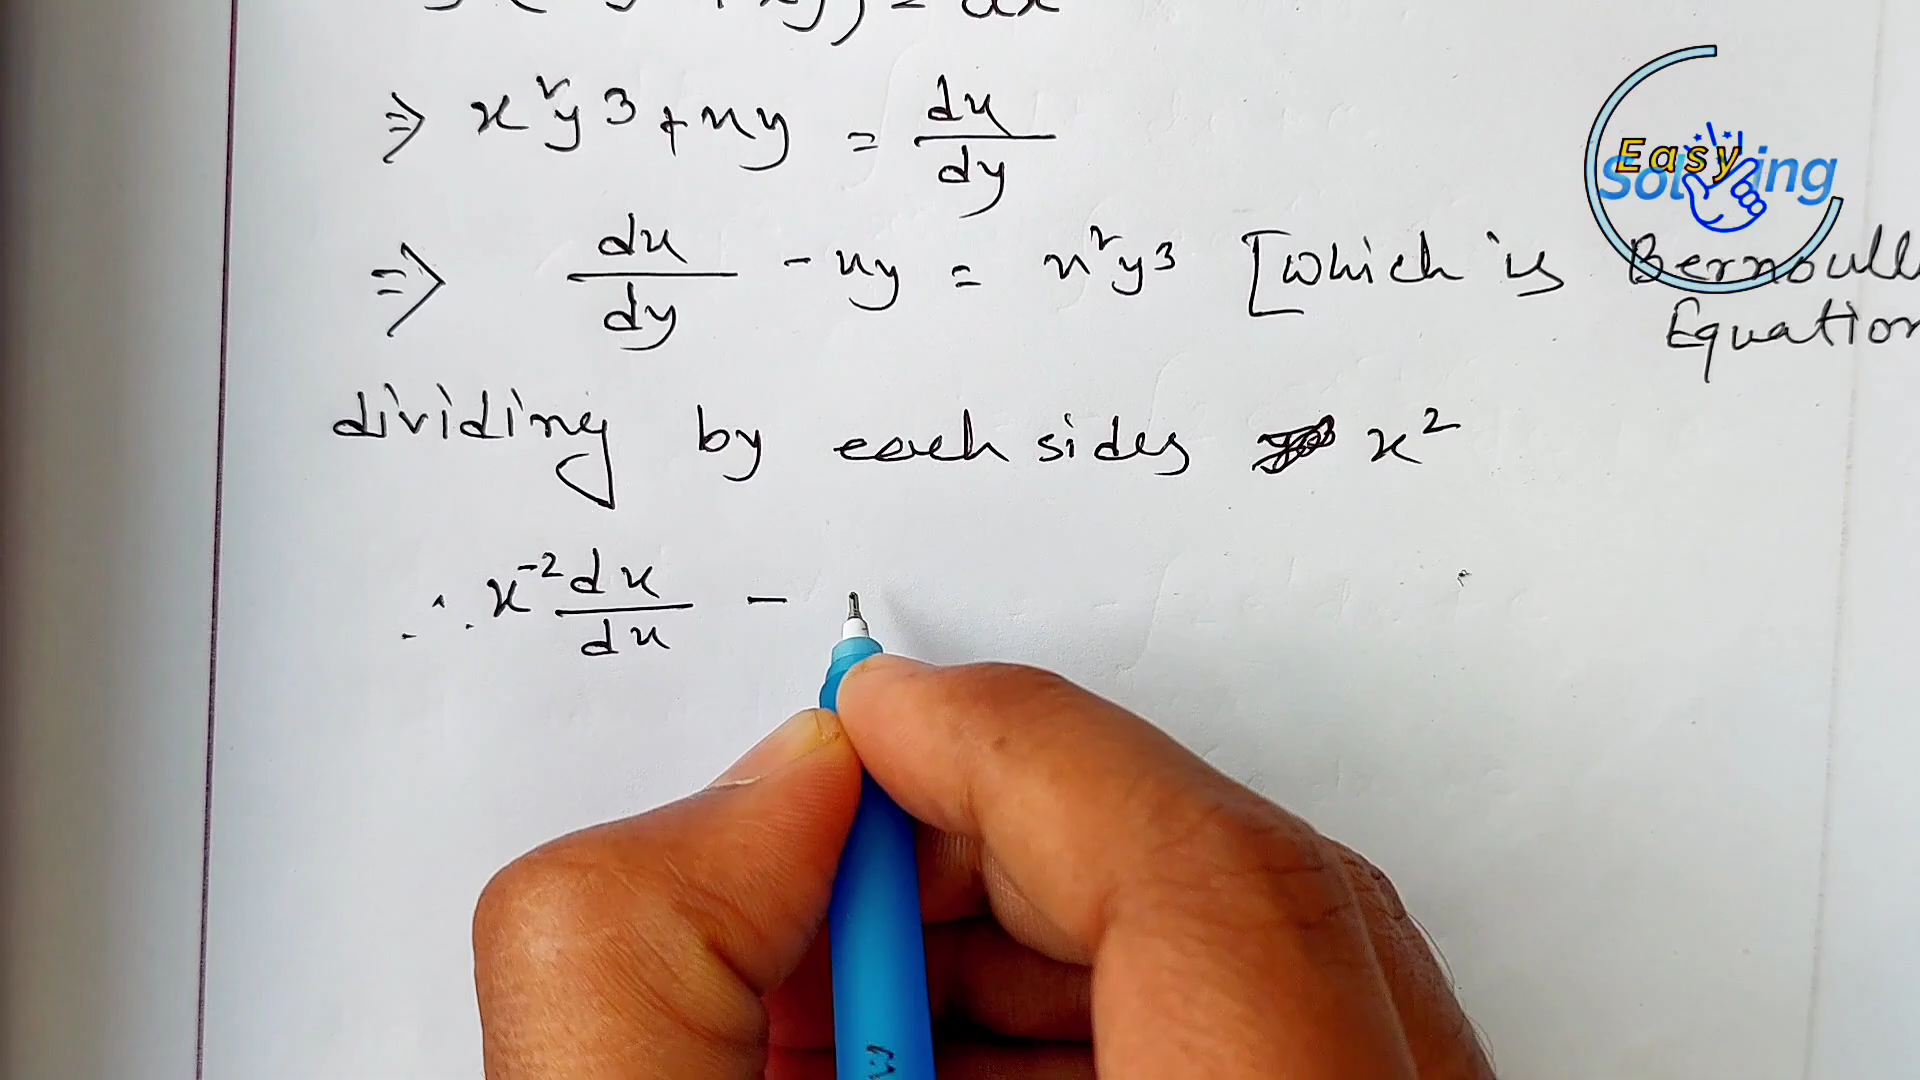 ⇒ x²y3 + xy = dx/dy
⇒ dx/dy - xy = x²y3 [which is
Equation
dividing by each sides x²
∴ x⁻² dx/dx -
Easy
Solving